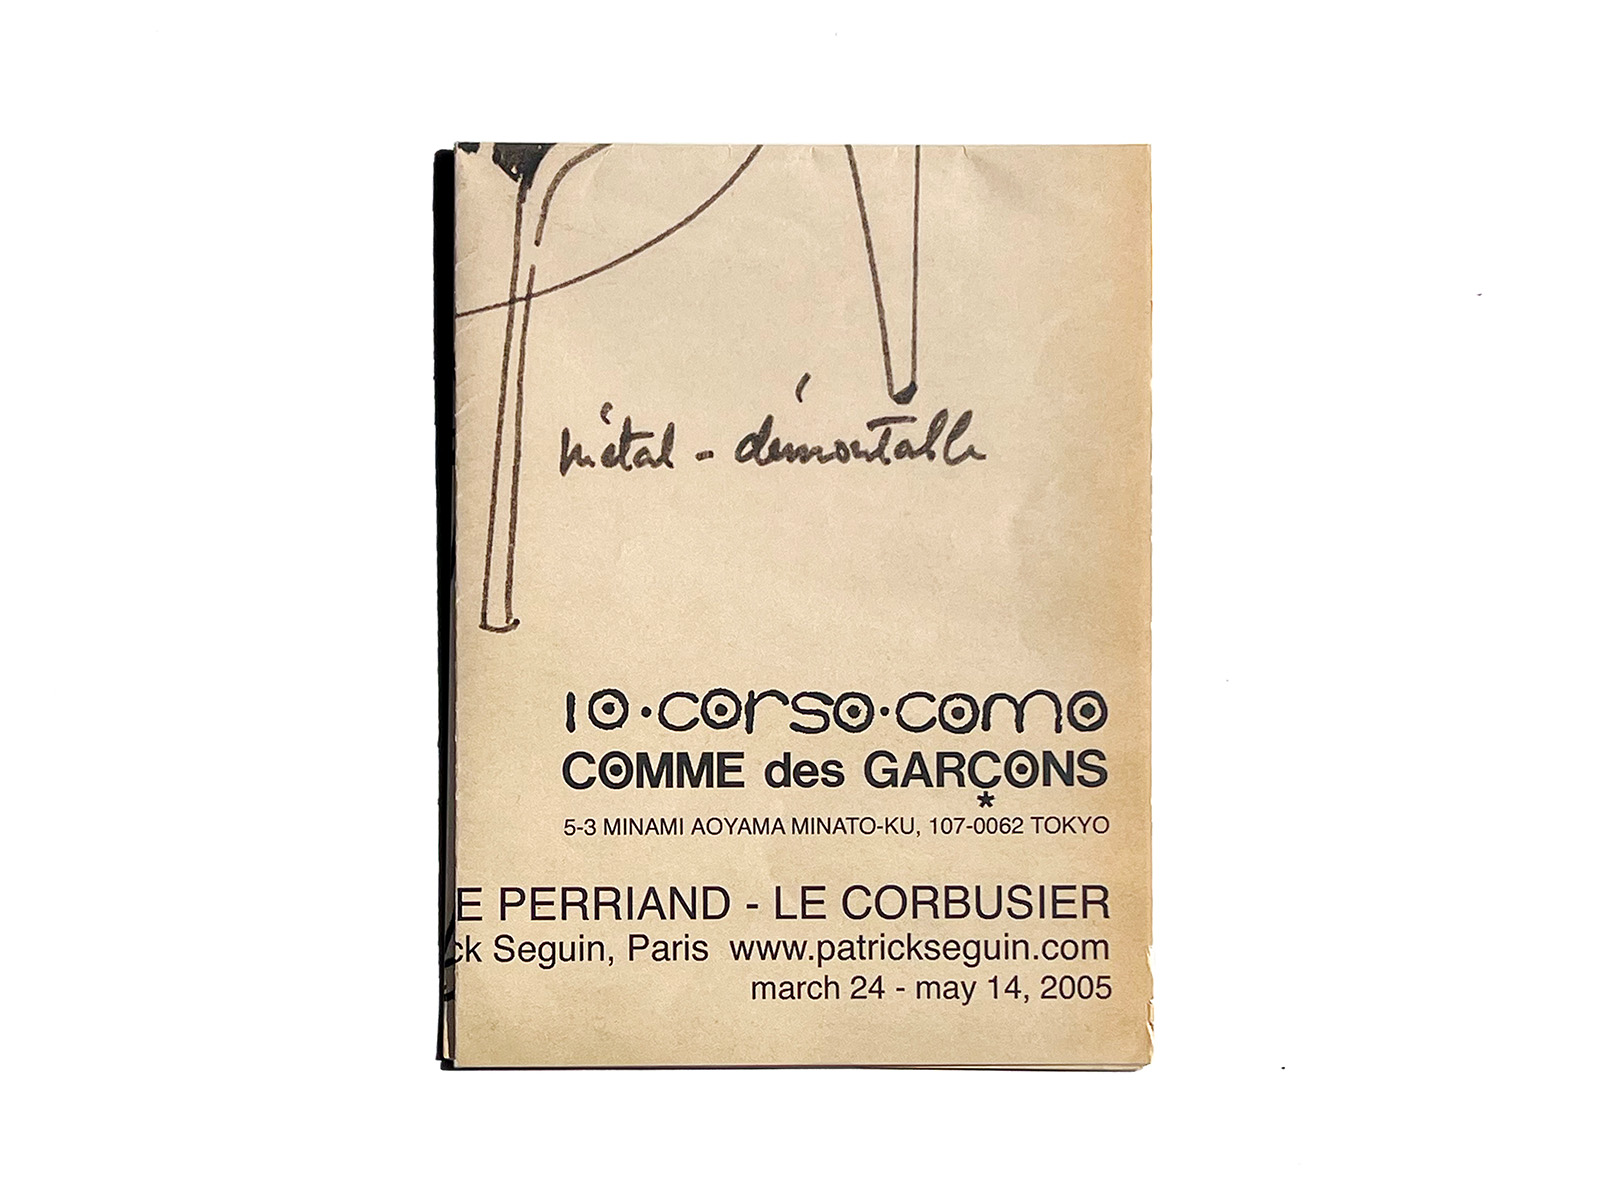 métal - démontable
10·corso·como
COMME des GARÇONS
*
5-3 MINAMI AOYAMA MINATO-KU, 107-0062 TOKYO
E PERRIAND - LE CORBUSIER
ck Seguin, Paris www.patrickseguin.com
march 24 - may 14, 2005